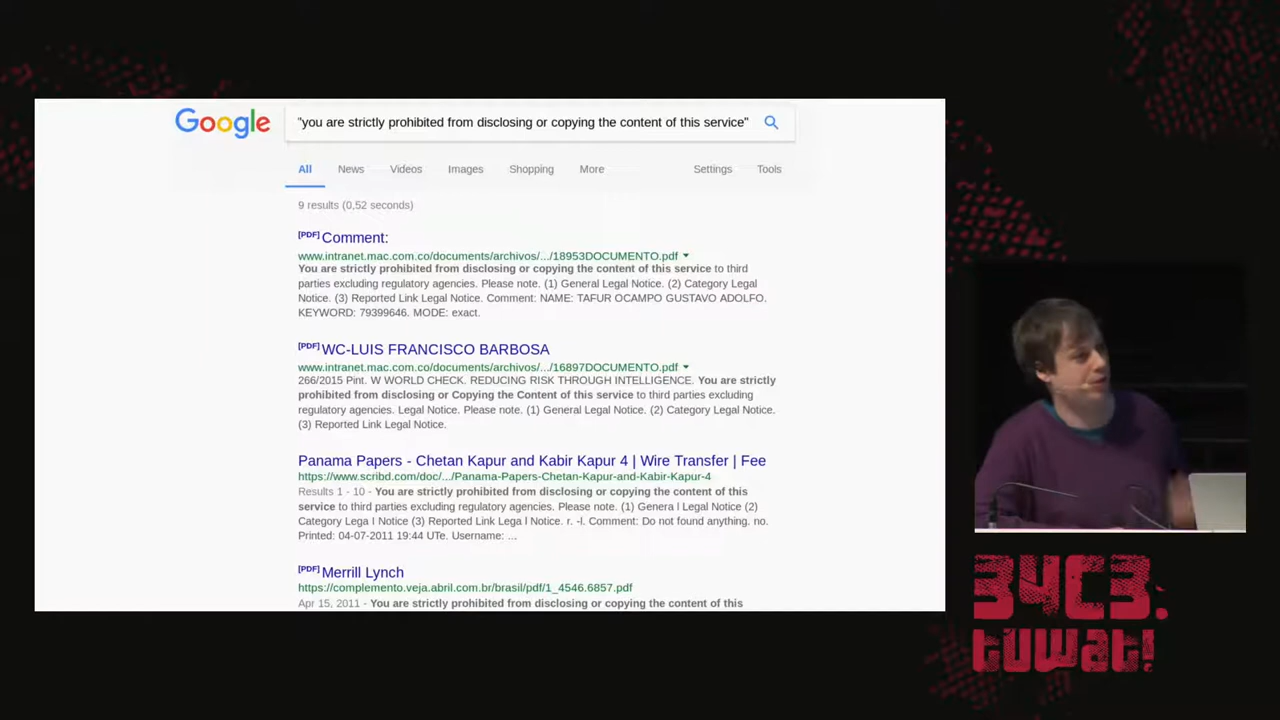 Google
"you are strictly prohibited from disclosing or copying the content of this service"
All News Videos Images Shopping More Settings Tools
9 results (0,52 seconds)
[PDF] Comment:
www.intranet.mac.com.co/documents/archivos/.../18953DOCUMENTO.pdf
You are strictly prohibited from disclosing or copying the content of this service to third
parties excluding regulatory agencies. Please note. (1) General Legal Notice. (2) Category Legal
Notice. (3) Reported Link Legal Notice. Comment: NAME: TAFUR OCAMPO GUSTAVO ADOLFO.
KEYWORD: 79399646. MODE: exact.
[PDF] WC-LUIS FRANCISCO BARBOSA
www.intranet.mac.com.co/documents/archivos/.../16897DOCUMENTO.pdf
266/2015 Pint. W WORLD CHECK. REDUCING RISK THROUGH INTELLIGENCE. You are strictly
prohibited from disclosing or Copying the Content of this service to third parties excluding
regulatory agencies. Legal Notice. Please note. (1) General Legal Notice. (2) Category Legal Notice.
(3) Reported Link Legal Notice.
Panama Papers - Chetan Kapur and Kabir Kapur 4 | Wire Transfer | Fee
https://www.scribd.com/doc/.../Panama-Papers-Chetan-Kapur-and-Kabir-Kapur-4
Results 1 - 10 - You are strictly prohibited from disclosing or copying the content of this
service to third parties excluding regulatory agencies. Please note. (1) Genera l Legal Notice (2)
Category Lega l Notice (3) Reported Link Lega l Notice. r. -l. Comment: Do not found anything. no.
Printed: 04-07-2011 19:44 UTe. Username: ...
[PDF] Merrill Lynch
https://complemento.veja.abril.com.br/brasil/pdf/1_4546.6857.pdf
Apr 15, 2011 - You are strictly prohibited from disclosing or copying the content of this
34C3:
tuwat!